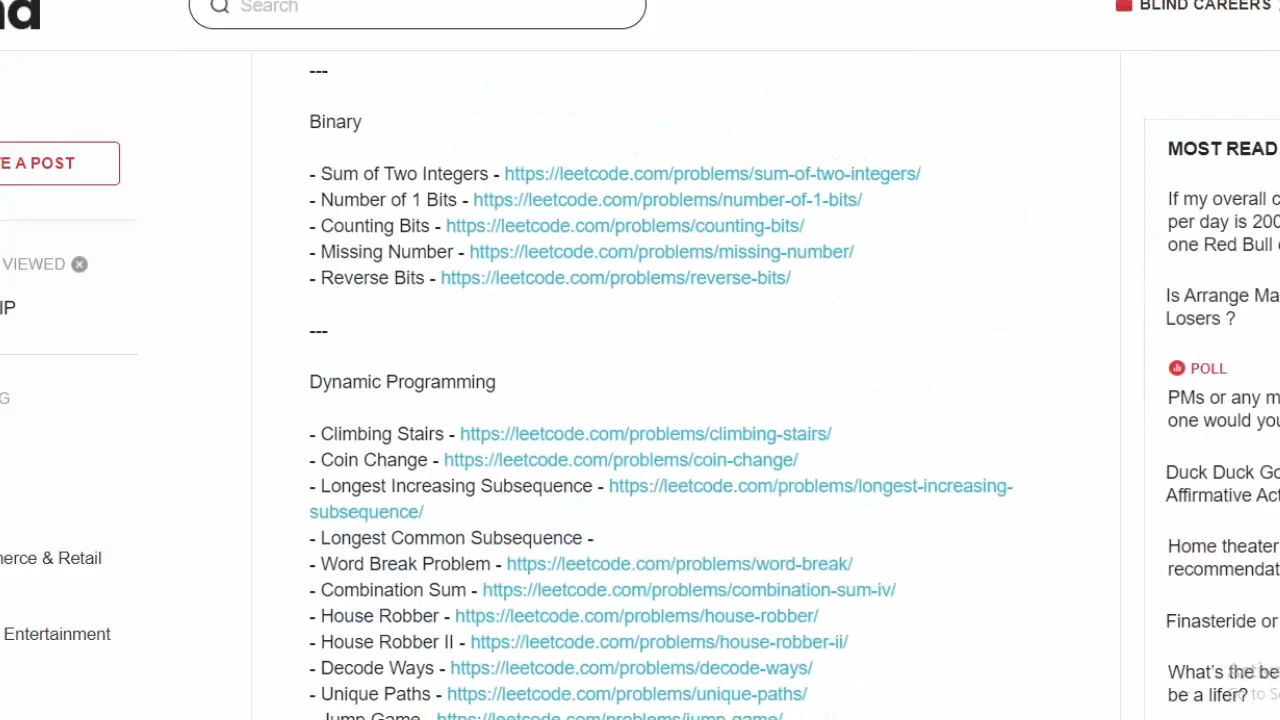 Search
BLIND CAREERS
E A POST
VIEWED
IP
G
erce & Retail
Entertainment
---
Binary
- Sum of Two Integers - https://leetcode.com/problems/sum-of-two-integers/
- Number of 1 Bits - https://leetcode.com/problems/number-of-1-bits/
- Counting Bits - https://leetcode.com/problems/counting-bits/
- Missing Number - https://leetcode.com/problems/missing-number/
- Reverse Bits - https://leetcode.com/problems/reverse-bits/
---
Dynamic Programming
- Climbing Stairs - https://leetcode.com/problems/climbing-stairs/
- Coin Change - https://leetcode.com/problems/coin-change/
- Longest Increasing Subsequence - https://leetcode.com/problems/longest-increasing-
subsequence/
- Longest Common Subsequence -
- Word Break Problem - https://leetcode.com/problems/word-break/
- Combination Sum - https://leetcode.com/problems/combination-sum-iv/
- House Robber - https://leetcode.com/problems/house-robber/
- House Robber II - https://leetcode.com/problems/house-robber-ii/
- Decode Ways - https://leetcode.com/problems/decode-ways/
- Unique Paths - https://leetcode.com/problems/unique-paths/
- Jump Game - https://leetcode.com/problems/jump-game/
MOST READ
If my overall c
per day is 200
one Red Bull
Is Arrange Ma
Losers ?
POLL
PMs or any m
one would you
Duck Duck Go
Affirmative Act
Home theater
recommendat
Finasteride or
What's the be
be a lifer?